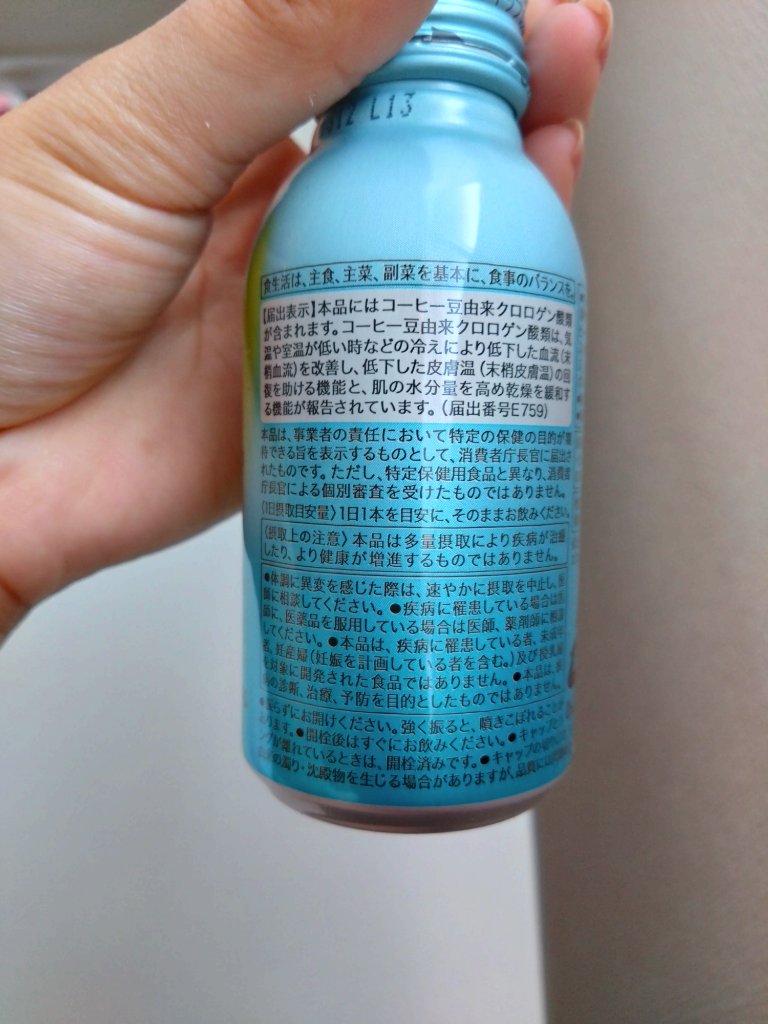 L13
食生活は、主食、主菜、副菜を基本に、食事のバランスを。
【届出表示】本品にはコーヒー豆由来クロロゲン酸類
が含まれます。コーヒー豆由来クロロゲン酸類は、気
温や室温が低い時などの冷えにより低下した血流(末
梢血流)を改善し、低下した皮膚温(末梢皮膚温)の回
復を助ける機能と、肌の水分量を高め乾燥を緩和す
る機能が報告されています。(届出番号E759)
本品は、事業者の責任において特定の保健の目的が期
待できる旨を表示するものとして、消費者庁長官に届出さ
れたものです。ただし、特定保健用食品と異なり、消費者
庁長官による個別審査を受けたものではありません。
〈1日摂取目安量〉1日1本を目安に、そのままお飲みください。
〈摂取上の注意〉本品は多量摂取により疾病が治癒
したり、より健康が増進するものではありません。
●体調に異変を感じた際は、速やかに摂取を中止し、医
師に相談してください。●疾病に罹患している場合は医
師に、医薬品を服用している場合は医師、薬剤師に相談
してください。●本品は、疾病に罹患している者、未成年
者、妊産婦(妊娠を計画している者を含む。)及び授乳婦
を対象に開発された食品ではありません。●本品は、疾
病の診断、治療、予防を目的としたものではありません。
●振らずにお開けください。強く振ると、噴きこぼれることが
あります。●開栓後はすぐにお飲みください。●キャップと
ングが離れているときは、開栓済みです。●キャップの
濁り・沈殿物を生じる場合がありますが、品質に